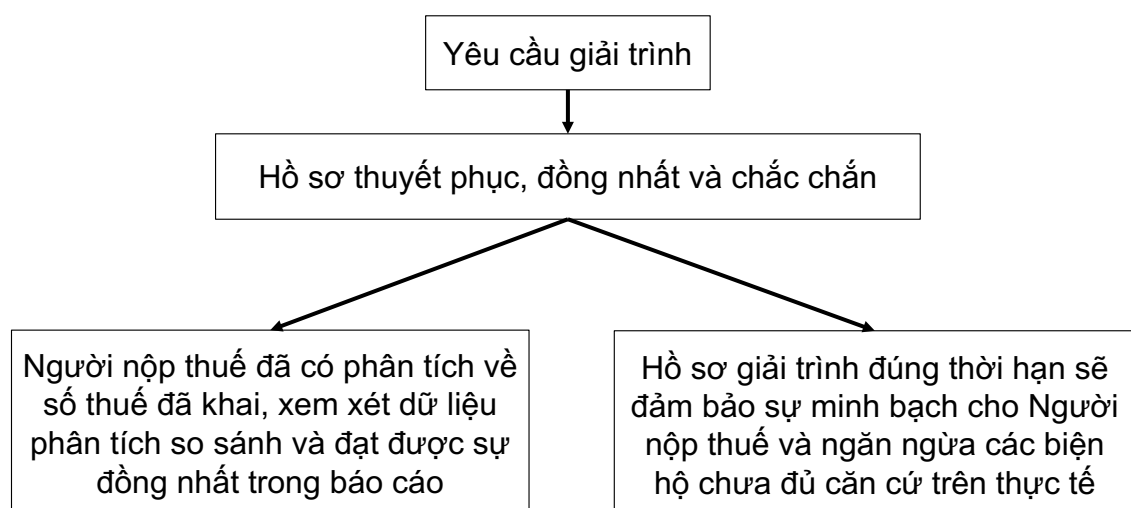 Yêu cầu giải trình
Hồ sơ thuyết phục, đồng nhất và chắc chắn
Người nộp thuế đã có phân tích về
số thuế đã khai, xem xét dữ liệu
phân tích so sánh và đạt được sự
đồng nhất trong báo cáo
Hồ sơ giải trình đúng thời hạn sẽ
đảm bảo sự minh bạch cho Người
nộp thuế và ngăn ngừa các biện
hộ chưa đủ căn cứ trên thực tế